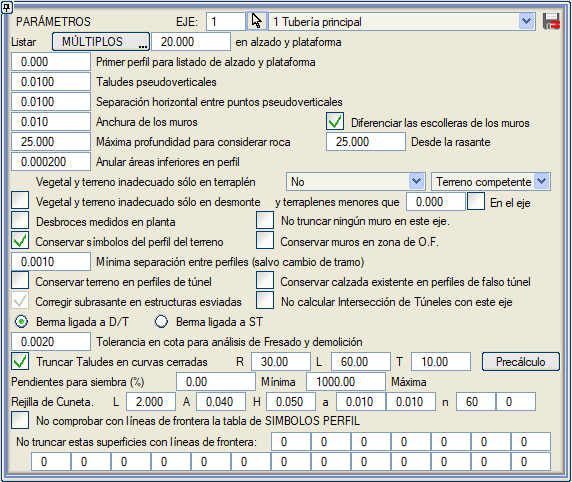 PARÁMETROS EJE: 1 1 Tubería principal
Listar MÚLTIPLOS ... 20.000 en alzado y plataforma
0.000 Primer perfil para listado de alzado y plataforma
0.0100 Taludes pseudoverticales
0.0100 Separación horizontal entre puntos pseudoverticales
0.010 Anchura de los muros Diferenciar las escolleras de los muros
25.000 Máxima profundidad para considerar roca 25.000 Desde la rasante
0.000200 Anular áreas inferiores en perfil
Vegetal y terreno inadecuado sólo en terraplén No Terreno competente
Vegetal y terreno inadecuado sólo en desmonte y terraplenes menores que 0.000 En el eje
Desbroces medidos en planta No truncar ningún muro en este eje.
Conservar símbolos del perfil del terreno Conservar muros en zona de O.F.
0.0010 Mínima separación entre perfiles (salvo cambio de tramo)
Conservar terreno en perfiles de túnel Conservar calzada existente en perfiles de falso túnel
Corregir subrasante en estructuras esviadas No calcular Intersección de Túneles con este eje
Berma ligada a D/T Berma ligada a ST
0.0020 Tolerancia en cota para análisis de Fresado y demolición
Truncar Taludes en curvas cerradas R 30.00 L 60.00 T 10.00 Precálculo
Pendientes para siembra (%) 0.00 Mínima 1000.00 Máxima
Rejilla de Cuneta. L 2.000 A 0.040 H 0.050 a 0.010 0.010 n 60 0
No comprobar con líneas de frontera la tabla de SIMBOLOS PERFIL
No truncar estas superficies con líneas de frontera: 0 0 0 0 0 0
0 0 0 0 0 0 0 0 0 0 0